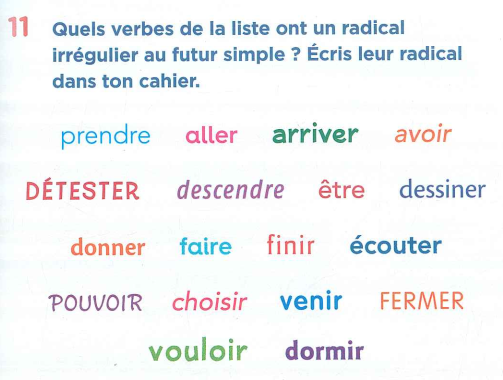 11 Quels verbes de la liste ont un radical
irrégulier au futur simple ? Écris leur radical
dans ton cahier.
prendre aller arriver avoir
DÉTESTER descendre être dessiner
donner faire finir écouter
POUVOIR choisir venir FERMER
vouloir dormir